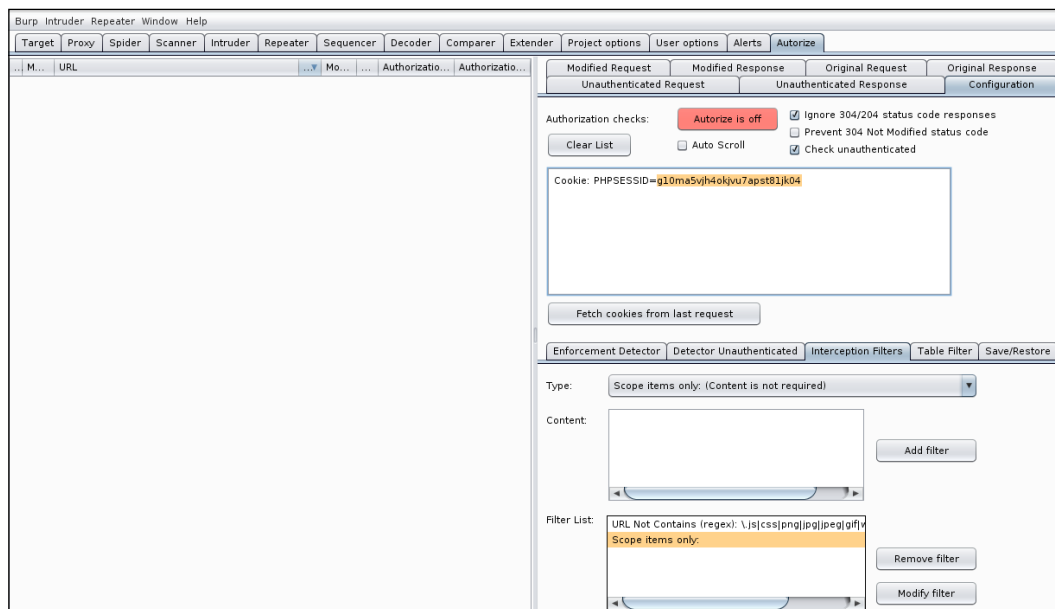 Burp Intruder Repeater Window Help
Target Proxy Spider Scanner Intruder Repeater Sequencer Decoder Comparer Extender Project options User options Alerts Autorize
... M... URL ... Mo... ... Authorizatio... Authorizatio...
Modified Request Modified Response Original Request Original Response
Unauthenticated Request Unauthenticated Response Configuration
Authorization checks: Autorize is off
Ignore 304/204 status code responses
Prevent 304 Not Modified status code
Clear List Auto Scroll Check unauthenticated
Cookie: PHPSESSID=g10ma5vjh4okjvu7apst81jk04
Fetch cookies from last request
Enforcement Detector Detector Unauthenticated Interception Filters Table Filter Save/Restore
Type: Scope items only: (Content is not required)
Content:
Add filter
Filter List: URL Not Contains (regex): \.js|css|png|jpg|jpeg|gif|w
Scope items only:
Remove filter
Modify filter